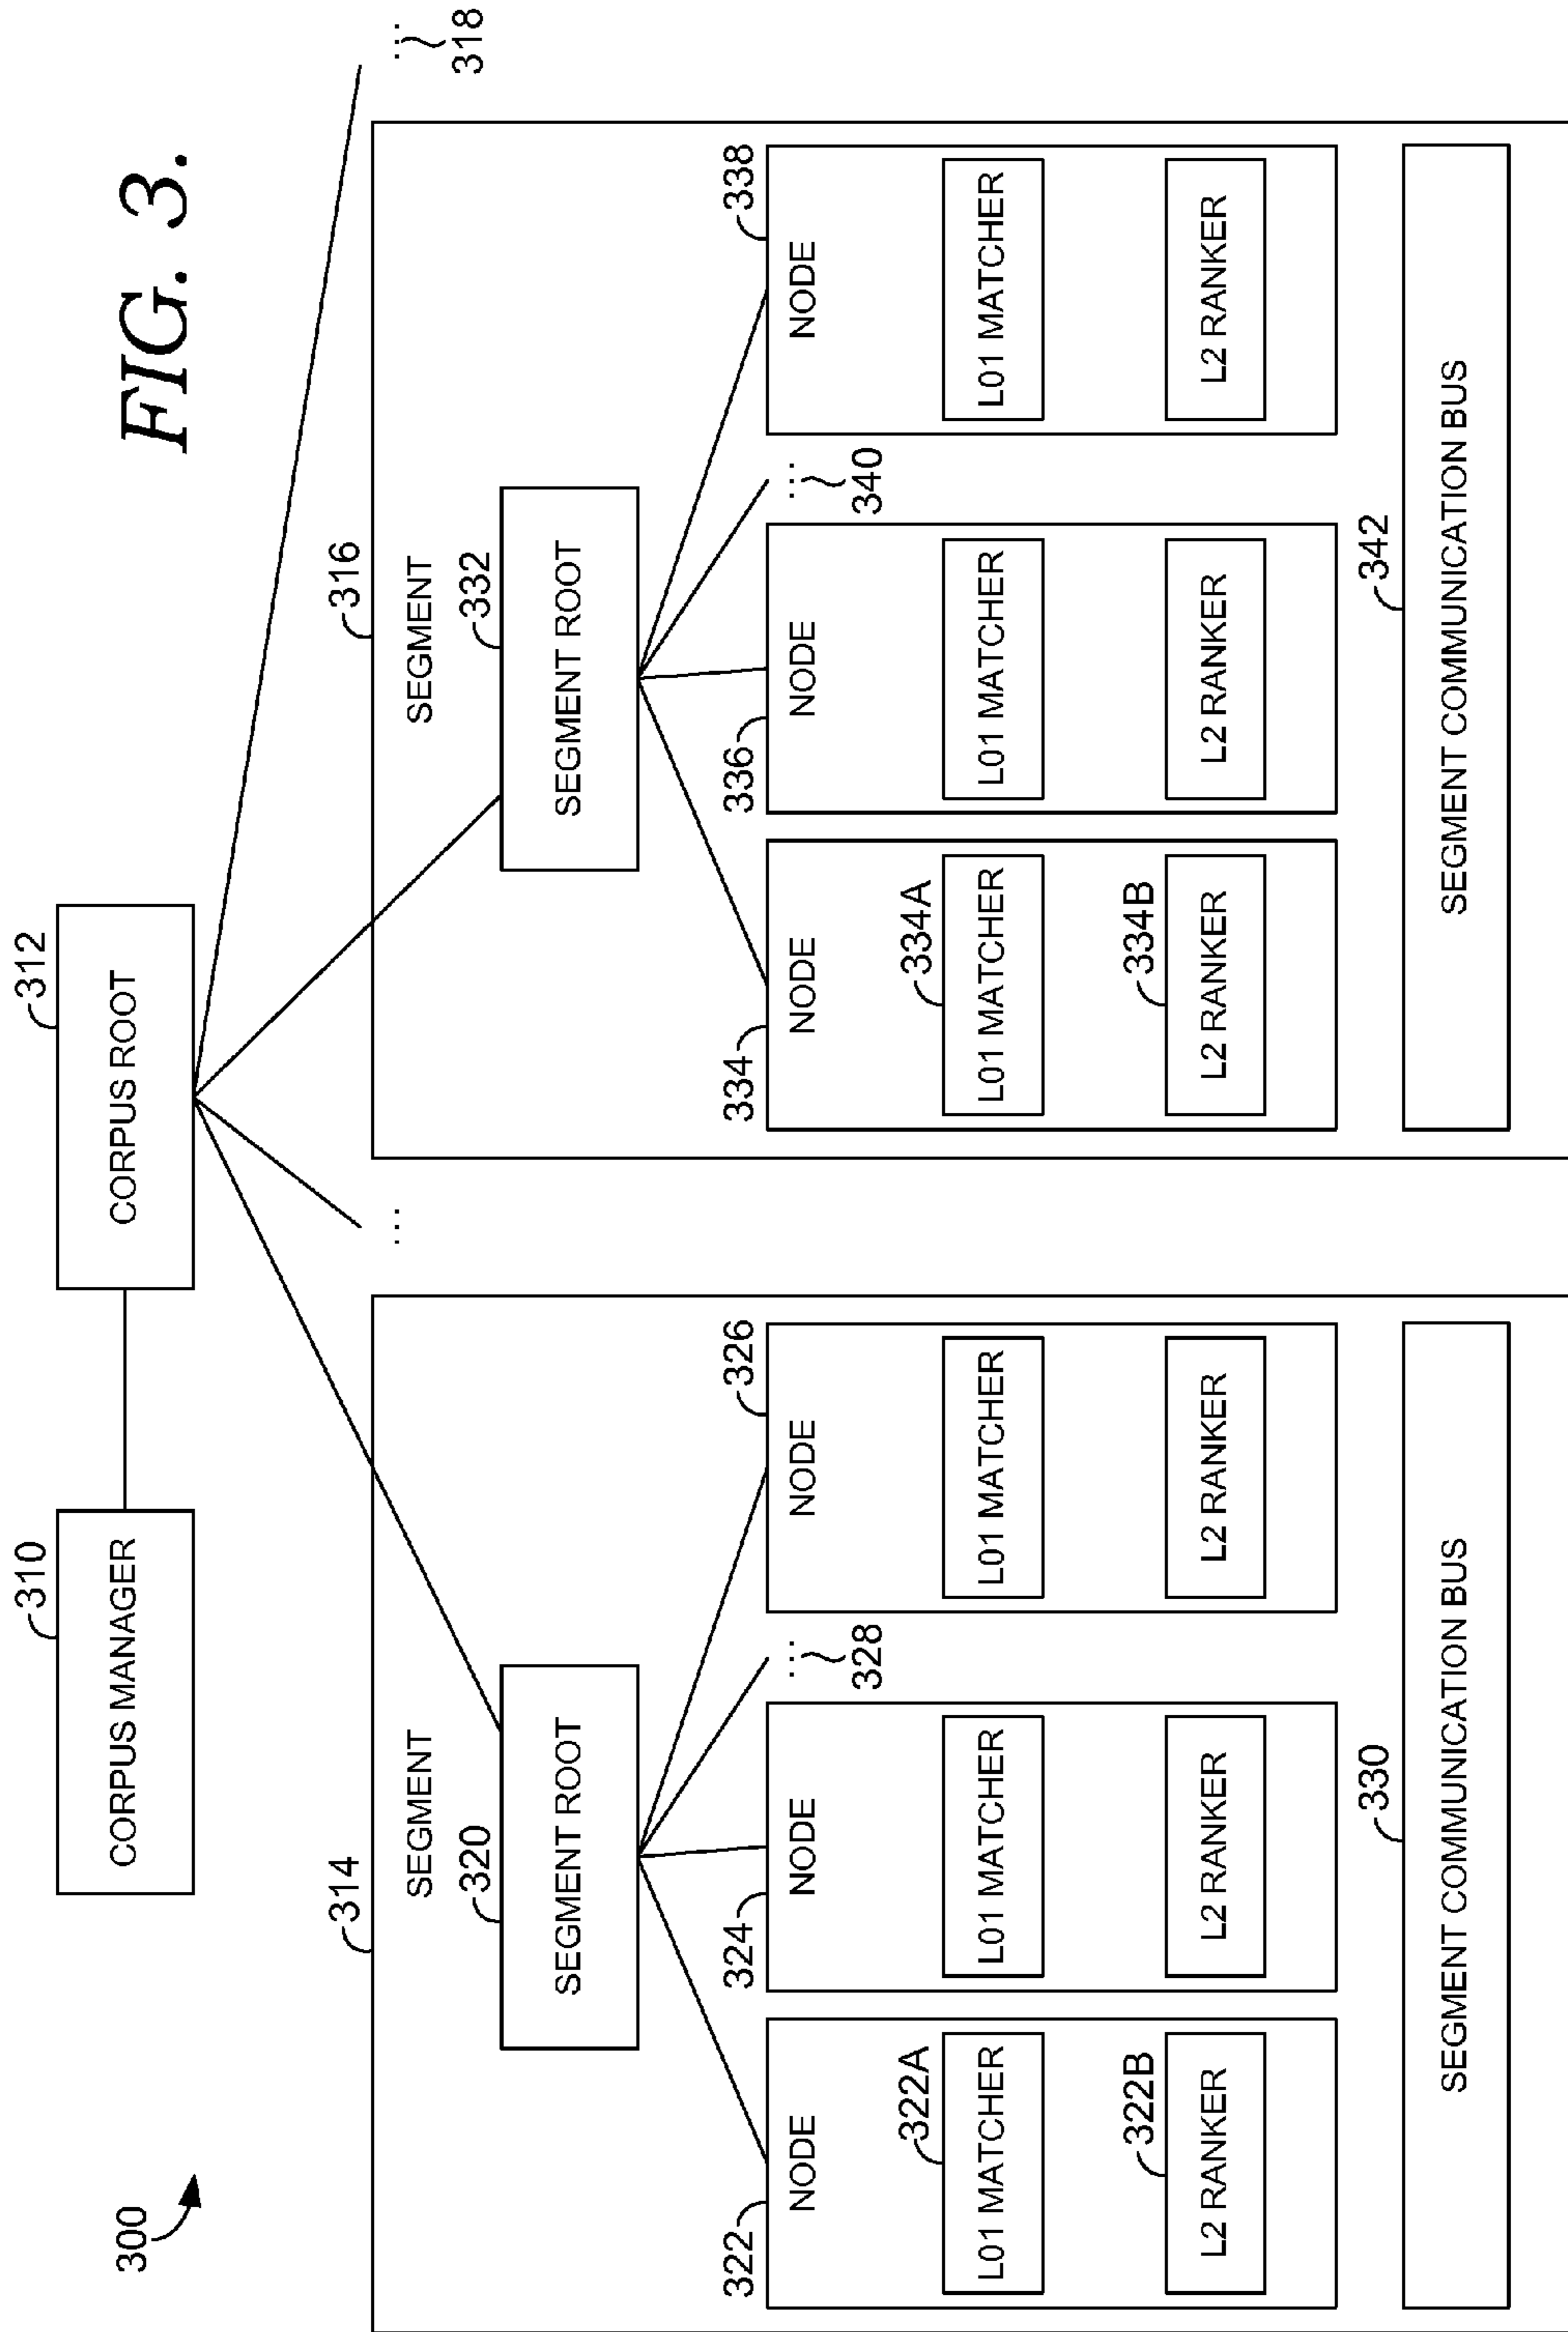 FIG. 3.
300
310
CORPUS MANAGER
312
CORPUS ROOT
...
...
318
314
SEGMENT
320
SEGMENT ROOT
322
NODE
322A
L01 MATCHER
322B
L2 RANKER
324
NODE
L01 MATCHER
L2 RANKER
...
328
326
NODE
L01 MATCHER
L2 RANKER
330
SEGMENT COMMUNICATION BUS
316
SEGMENT
332
SEGMENT ROOT
334
NODE
334A
L01 MATCHER
334B
L2 RANKER
336
NODE
L01 MATCHER
L2 RANKER
...
340
338
NODE
L01 MATCHER
L2 RANKER
342
SEGMENT COMMUNICATION BUS